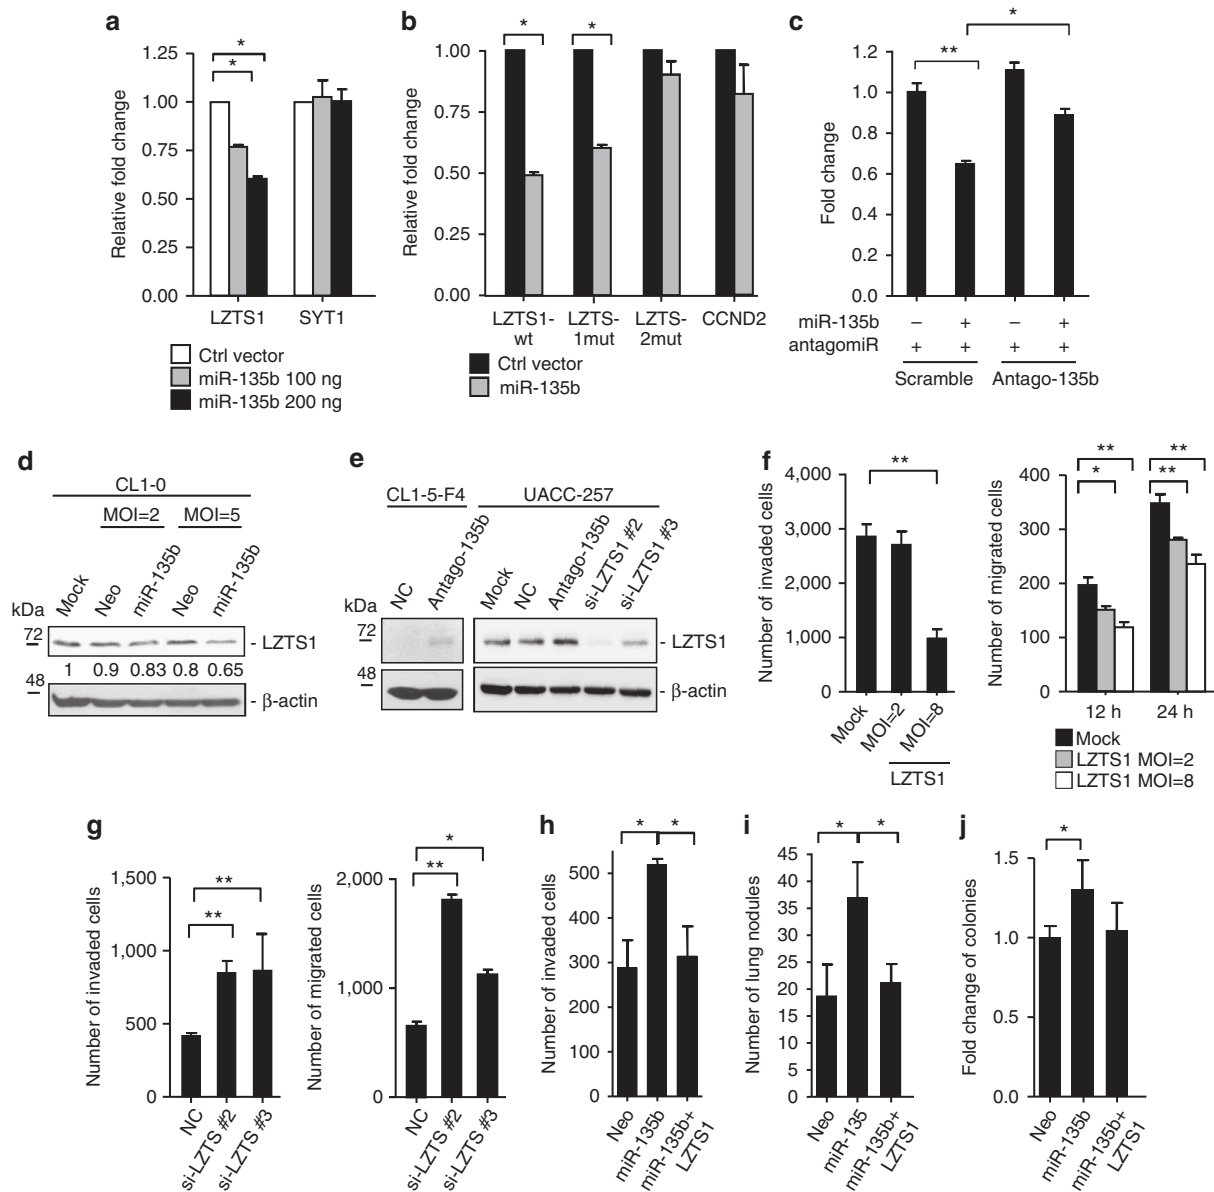 a
Relative fold change
1.25
1.00
0.75
0.50
0.25
0.00
*
*
LZTS1
SYT1
Ctrl vector
miR-135b 100 ng
miR-135b 200 ng
b
Relative fold change
1.00
0.75
0.50
0.25
0.00
*
*
LZTS1-
wt
LZTS-
1mut
LZTS-
2mut
CCND2
Ctrl vector
miR-135b
c
Fold change
1.2
1.0
0.8
0.6
0.4
0.2
0.0
**
*
miR-135b – + – +
antagomiR + + + +
Scramble Antago-135b
d
CL1-0
MOI=2 MOI=5
Mock
Neo
miR-135b
Neo
miR-135b
kDa
72
- LZTS1
1 0.9 0.83 0.8 0.65
48
- β-actin
e
CL1-5-F4 UACC-257
NC
Antago-135b
Mock
NC
Antago-135b
si-LZTS1 #2
si-LZTS1 #3
kDa
72
- LZTS1
48
- β-actin
f
Number of invaded cells
4,000
3,000
2,000
1,000
0
**
Mock
MOI=2
MOI=8
LZTS1
Number of migrated cells
400
300
200
100
0
**
*
**
**
12 h 24 h
Mock
LZTS1 MOI=2
LZTS1 MOI=8
g
Number of invaded cells
1,500
1,000
500
0
**
**
NC
si-LZTS #2
si-LZTS #3
Number of migrated cells
2,000
1,000
0
*
**
NC
si-LZTS #2
si-LZTS #3
h
Number of invaded cells
500
400
300
200
100
0
* *
Neo
miR-135b
miR-135b+
LZTS1
i
Number of lung nodules
45
40
35
30
25
20
15
10
5
0
* *
Neo
miR-135
miR-135b+
LZTS1
j
Fold change of colonies
1.5
1.0
0.5
0.0
*
Neo
miR-135b
miR-135b+
LZTS1